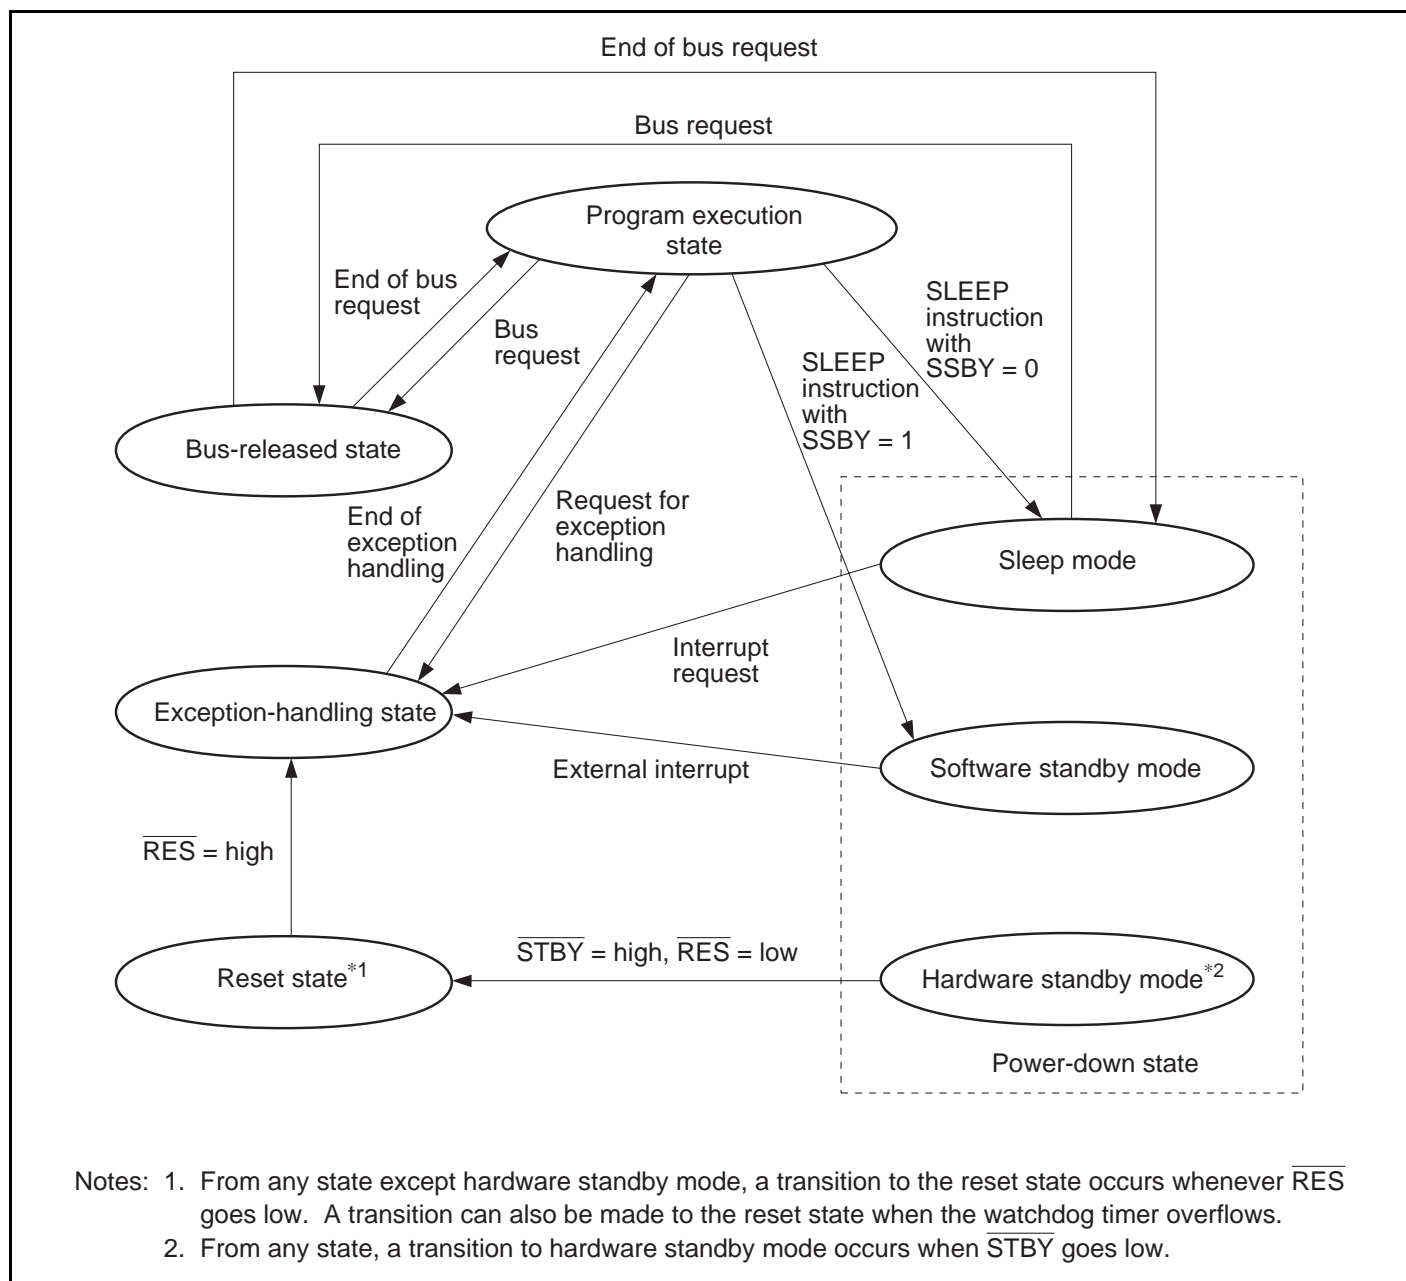 End of bus request
Bus request
Program execution
state
End of bus
request
Bus
request
SLEEP
instruction
with
SSBY = 0
SLEEP
instruction
with
SSBY = 1
Bus-released state
End of
exception
handling
Request for
exception
handling
Sleep mode
Interrupt
request
Exception-handling state
External interrupt
Software standby mode
R̅E̅S̅ = high
S̅T̅B̅Y̅ = high, R̅E̅S̅ = low
Reset state*1
Hardware standby mode*2
Power-down state
Notes: 1. From any state except hardware standby mode, a transition to the reset state occurs whenever R̅E̅S̅
goes low. A transition can also be made to the reset state when the watchdog timer overflows.
2. From any state, a transition to hardware standby mode occurs when S̅T̅B̅Y̅ goes low.